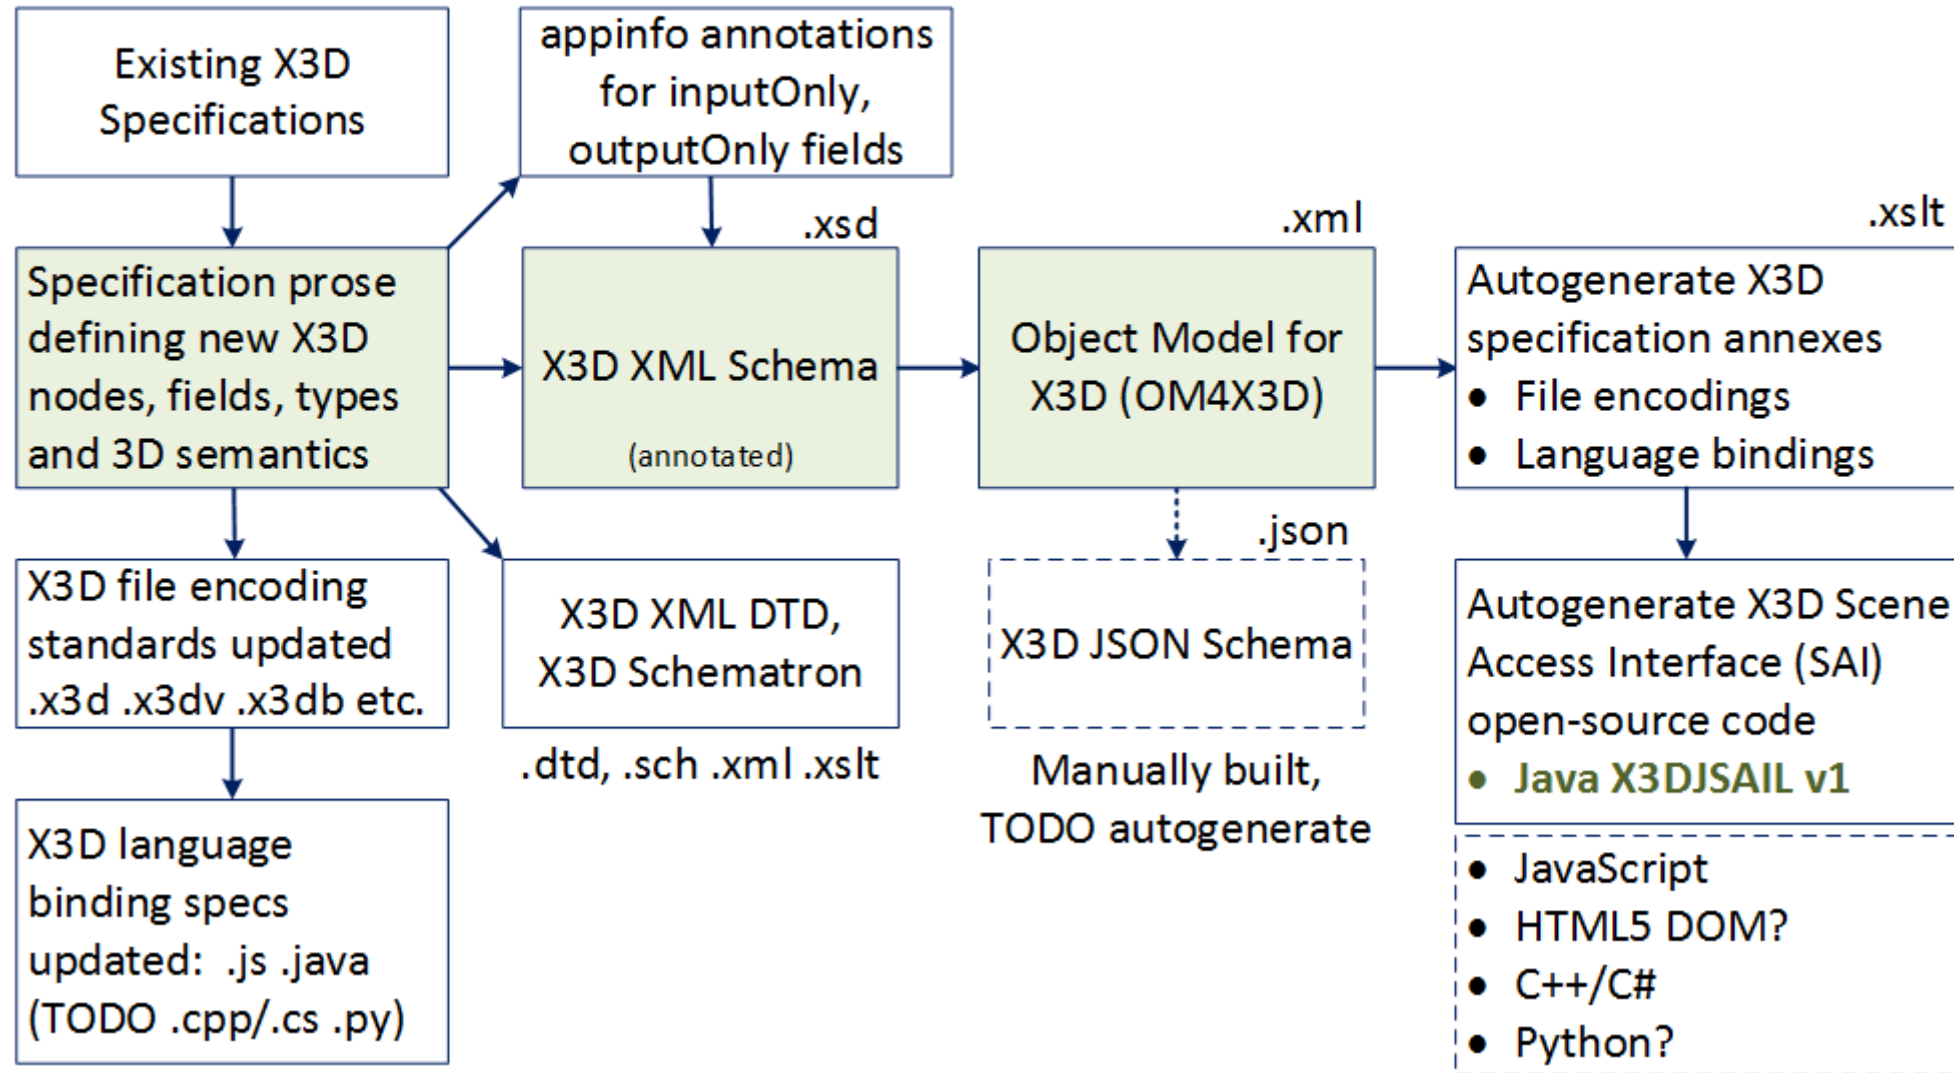 Existing X3D
Specifications
appinfo annotations
for inputOnly,
outputOnly fields
.xsd
.xml
.xslt
Specification prose
defining new X3D
nodes, fields, types
and 3D semantics
X3D XML Schema
(annotated)
Object Model for
X3D (OM4X3D)
Autogenerate X3D
specification annexes
• File encodings
• Language bindings
X3D file encoding
standards updated
.x3d .x3dv .x3db etc.
X3D XML DTD,
X3D Schematron
.dtd, .sch .xml .xslt
.json
X3D JSON Schema
Manually built,
TODO autogenerate
Autogenerate X3D Scene
Access Interface (SAI)
open-source code
• Java X3DJSAIL v1
X3D language
binding specs
updated: .js .java
(TODO .cpp/.cs .py)
• JavaScript
• HTML5 DOM?
• C++/C#
• Python?